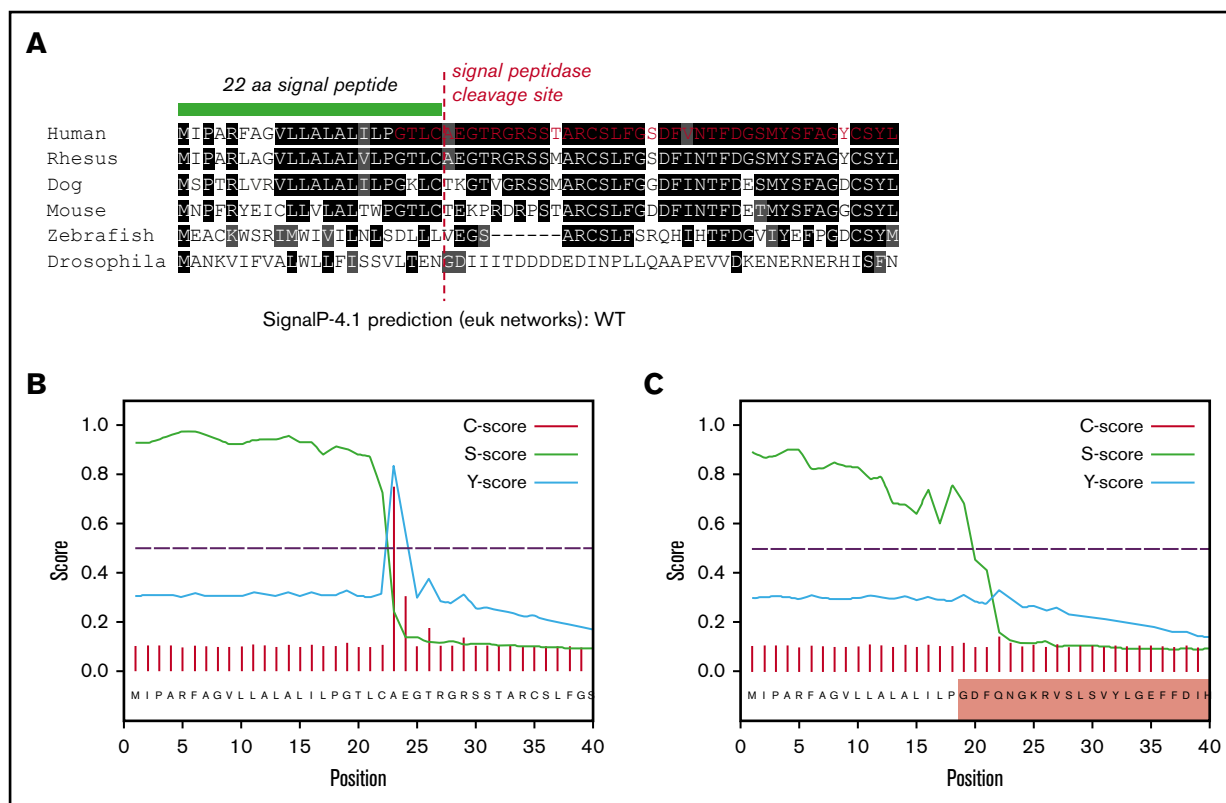 A
22 aa signal peptide
signal peptidase
cleavage site
Human MIPARFAGVLLALALILPGTLCAEGTRGRSSTARCSLFGSDFVNTFDGSMYSFAGYCSYL
Rhesus MIPARLAGVLLALALVLPGTLCAEGTRGRSSMARCSLFGSDFINTFDGSMYSFAGYCSYL
Dog MSPTRLVRVLLALALILPGKLCTKGTVGRSSMARCSLFGGDFINTFDESMYSFAGDCSYL
Mouse MNPFRYEICLLVLALTWPGTLCTEKPRDRPSTARCSLFGDDFINTFDETMYSFAGGCSYL
Zebrafish MEACKWSRIMWIVILNLSDLLLVEGS------ARCSLFSRQHIHTFDGVIYEFPGDCSYM
Drosophila MANKVIFVALWLLFISSVLTENGDIIITDDDDEDINPLLQAAPEVVDKENERNERHISFN
SignalP-4.1 prediction (euk networks): WT
B
C-score
S-score
Y-score
Score
1.0
0.8
0.6
0.4
0.2
0.0
M I P A R F A G V L L A L A L I L P G T L C A E G T R G R S S T A R C S L F G S
0 5 10 15 20 25 30 35 40
Position
C
C-score
S-score
Y-score
1.0
0.8
0.6
0.4
0.2
0.0
M I P A R F A G V L L A L A L I L P G D F Q N G K R V S L S V Y L G E F F D I H
0 5 10 15 20 25 30 35 40
Position